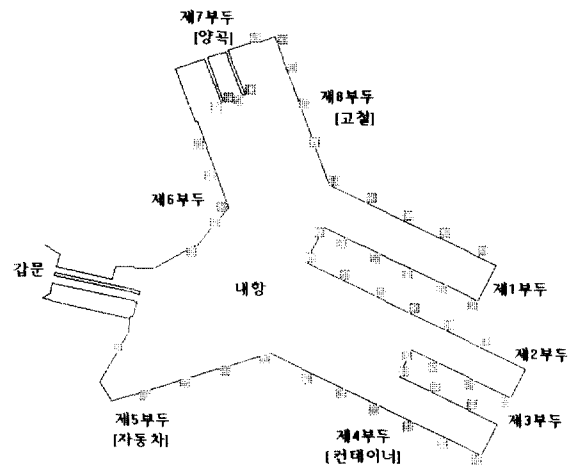 제7부두
[양곡]
제8부두
[고철]
제6부두
갑문
내항
제1부두
제2부두
제3부두
제5부두
[자동차]
제4부두
[컨테이너]